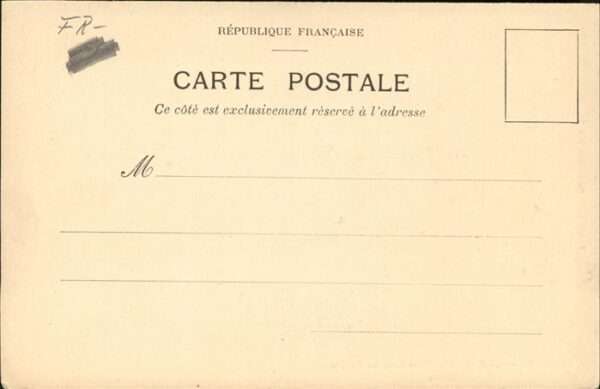 FR-
RÉPUBLIQUE FRANÇAISE
CARTE POSTALE
Ce côté est exclusivement réservé à l'adresse
M